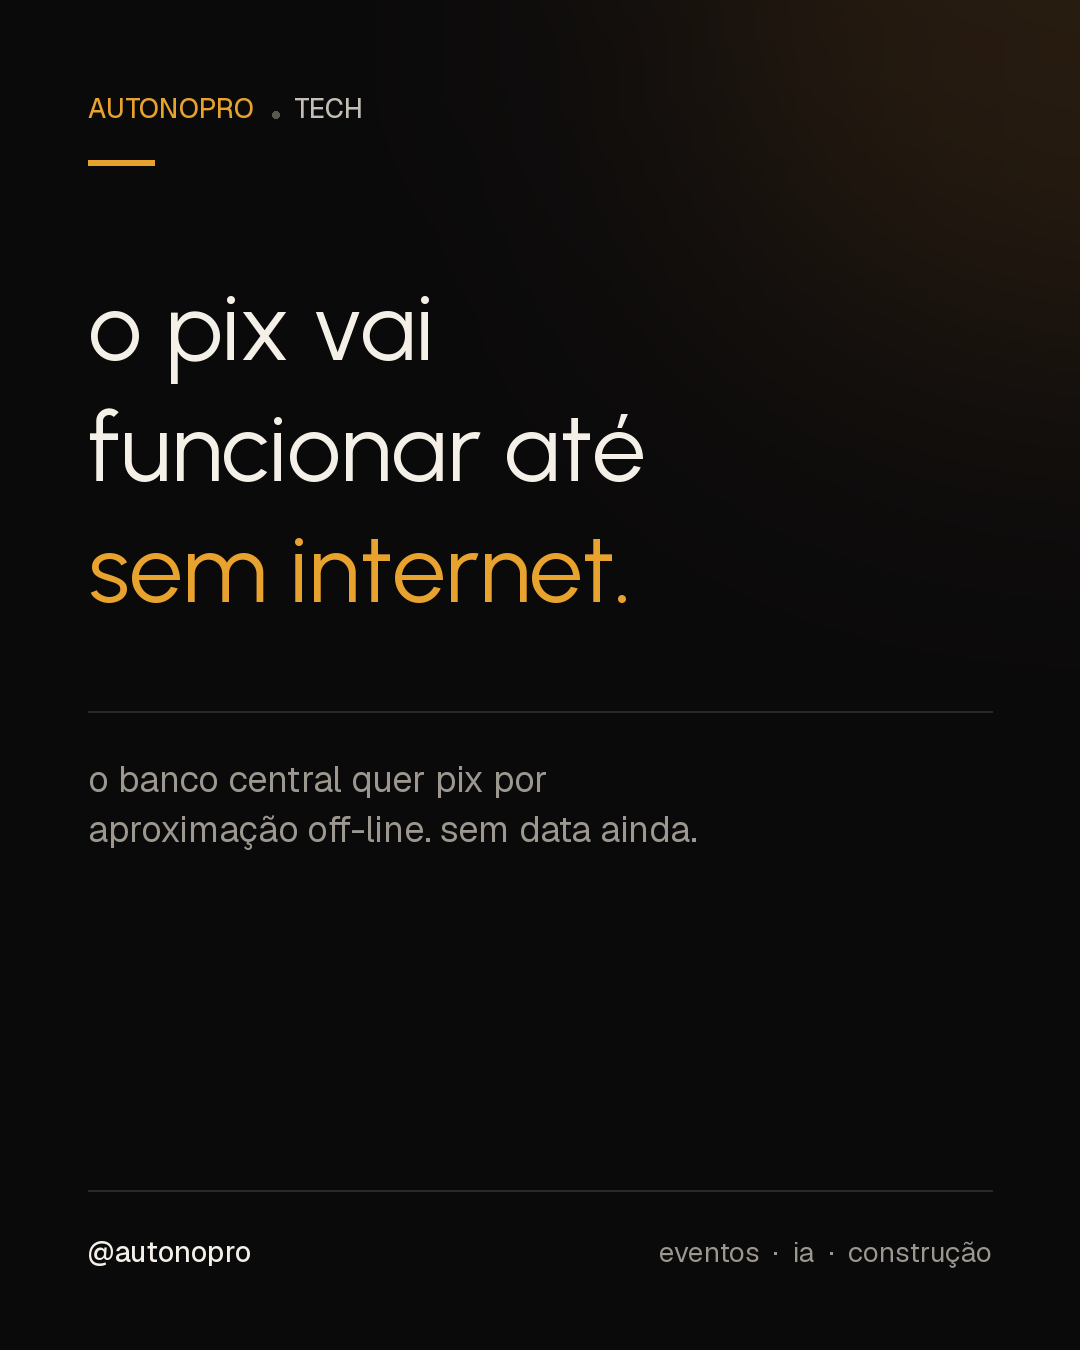 AUTONOPRO . TECH
o pix vai
funcionar até
sem internet.
o banco central quer pix por
aproximação off-line. sem data ainda.
@autonopro
eventos · ia · construção